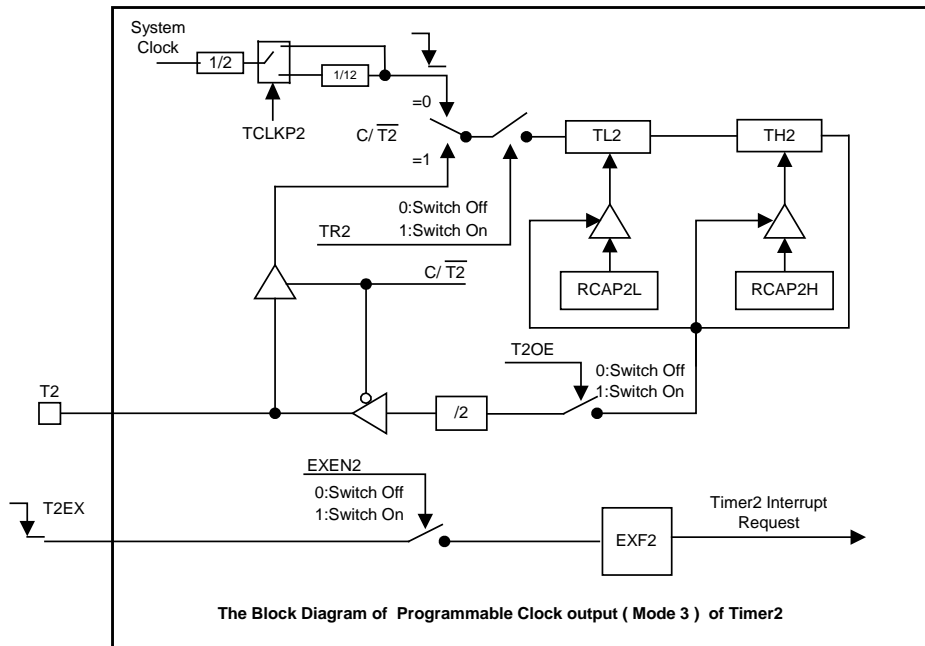 System
Clock
1/2
1/12
TCLKP2
=0
C/ T2
=1
TL2
TH2
0:Switch Off
TR2
1:Switch On
C/ T2
RCAP2L
RCAP2H
T2OE
0:Switch Off
1:Switch On
T2
/2
EXEN2
0:Switch Off
1:Switch On
T2EX
Timer2 Interrupt
Request
EXF2
The Block Diagram of Programmable Clock output ( Mode 3 ) of Timer2